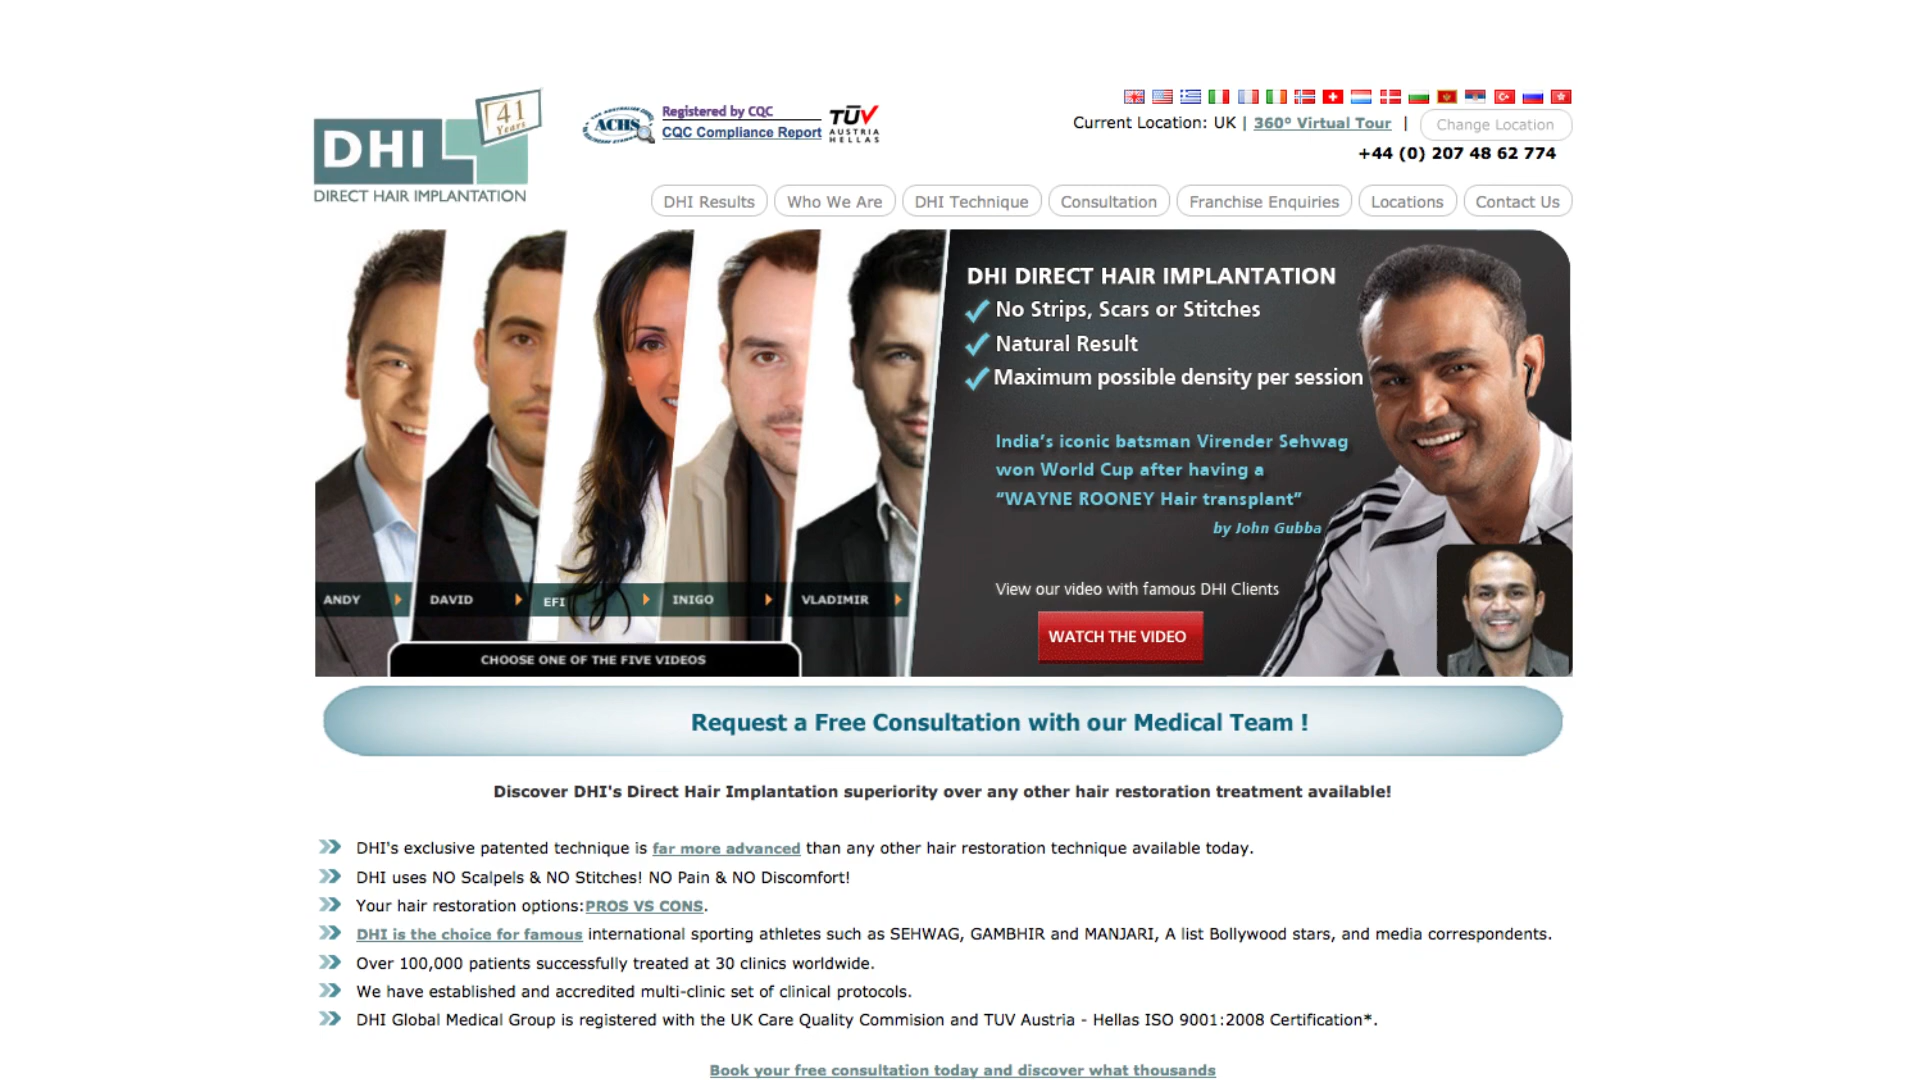 41
Years
DHI
DIRECT HAIR IMPLANTATION
ACHS
Registered by CQC
CQC Compliance Report
TÜV
AUSTRIA
HELLAS
Current Location: UK | 360º Virtual Tour | Change Location
+44 (0) 207 48 62 774
DHI Results Who We Are DHI Technique Consultation Franchise Enquiries Locations Contact Us
DHI DIRECT HAIR IMPLANTATION
No Strips, Scars or Stitches
Natural Result
Maximum possible density per session
India's iconic batsman Virender Sehwag
won World Cup after having a
"WAYNE ROONEY Hair transplant"
by John Gubba
View our video with famous DHI Clients
WATCH THE VIDEO
ANDY DAVID EFI INIGO VLADIMIR
CHOOSE ONE OF THE FIVE VIDEOS
Request a Free Consultation with our Medical Team !
Discover DHI's Direct Hair Implantation superiority over any other hair restoration treatment available!
DHI's exclusive patented technique is far more advanced than any other hair restoration technique available today.
DHI uses NO Scalpels & NO Stitches! NO Pain & NO Discomfort!
Your hair restoration options:PROS VS CONS.
DHI is the choice for famous international sporting athletes such as SEHWAG, GAMBHIR and MANJARI, A list Bollywood stars, and media correspondents.
Over 100,000 patients successfully treated at 30 clinics worldwide.
We have established and accredited multi-clinic set of clinical protocols.
DHI Global Medical Group is registered with the UK Care Quality Commision and TUV Austria - Hellas ISO 9001:2008 Certification*.
Book your free consultation today and discover what thousands